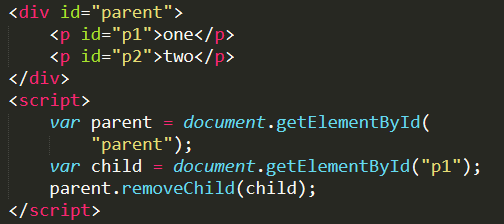 <div id="parent">
    <p id="p1">one</p>
    <p id="p2">two</p>
</div>
<script>
    var parent = document.getElementById(
        "parent");
    var child = document.getElementById("p1");
    parent.removeChild(child);
</script>